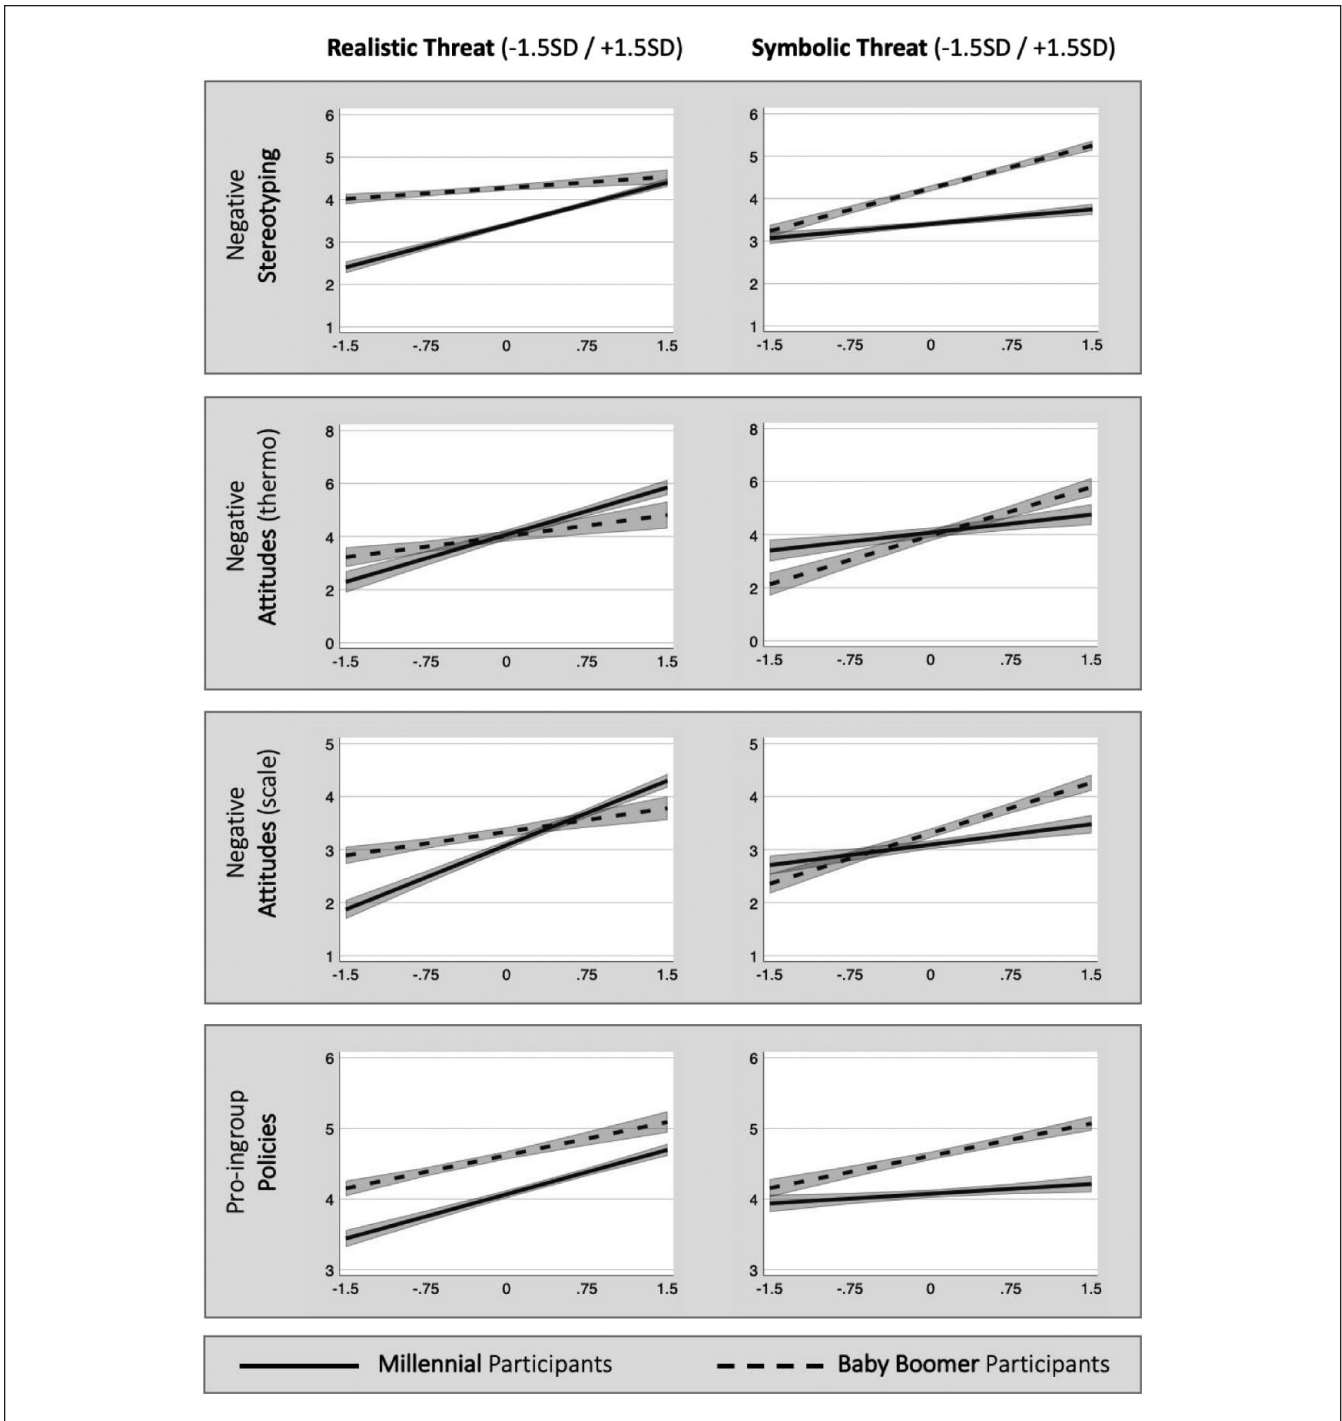 Realistic Threat (-1.5SD / +1.5SD)
Symbolic Threat (-1.5SD / +1.5SD)
Negative
Stereotyping
6
5
4
3
2
1
-1.5 -.75 0 .75 1.5
6
5
4
3
2
1
-1.5 -.75 0 .75 1.5
Negative
Attitudes (thermo)
8
6
4
2
0
-1.5 -.75 0 .75 1.5
8
6
4
2
0
-1.5 -.75 0 .75 1.5
Negative
Attitudes (scale)
5
4
3
2
1
-1.5 -.75 0 .75 1.5
5
4
3
2
1
-1.5 -.75 0 .75 1.5
Pro-ingroup
Policies
6
5
4
3
-1.5 -.75 0 .75 1.5
6
5
4
3
-1.5 -.75 0 .75 1.5
Millennial Participants
Baby Boomer Participants